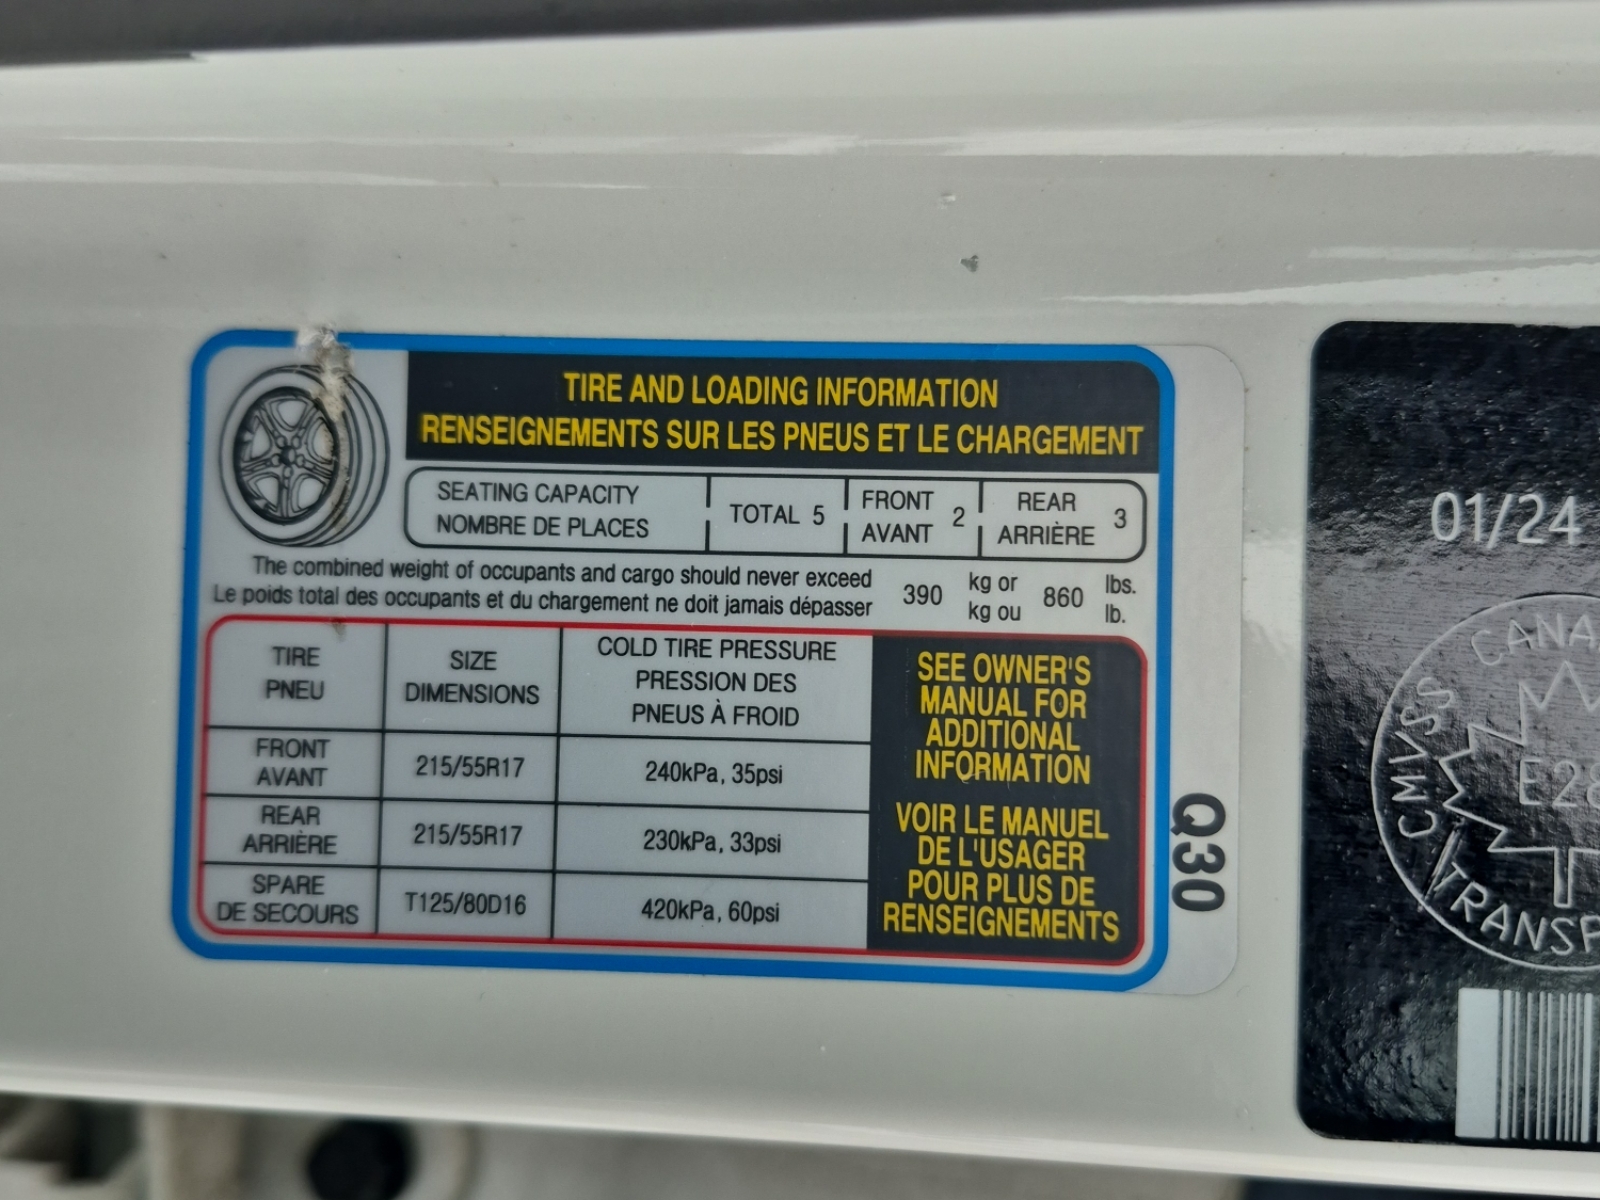 TIRE AND LOADING INFORMATION
RENSEIGNEMENTS SUR LES PNEUS ET LE CHARGEMENT
SEATING CAPACITY
NOMBRE DE PLACES
TOTAL 5
FRONT
AVANT
2
REAR
ARRIÈRE
3
The combined weight of occupants and cargo should never exceed
Le poids total des occupants et du chargement ne doit jamais dépasser
390
kg or
kg ou
860
lbs.
lb.
TIRE
PNEU
SIZE
DIMENSIONS
COLD TIRE PRESSURE
PRESSION DES
PNEUS À FROID
FRONT
AVANT
215/55R17
240kPa, 35psi
REAR
ARRIÈRE
215/55R17
230kPa, 33psi
SPARE
DE SECOURS
T125/80D16
420kPa, 60psi
SEE OWNER'S
MANUAL FOR
ADDITIONAL
INFORMATION
VOIR LE MANUEL
DE L'USAGER
POUR PLUS DE
RENSEIGNEMENTS
Q30
01/24
CMVSS